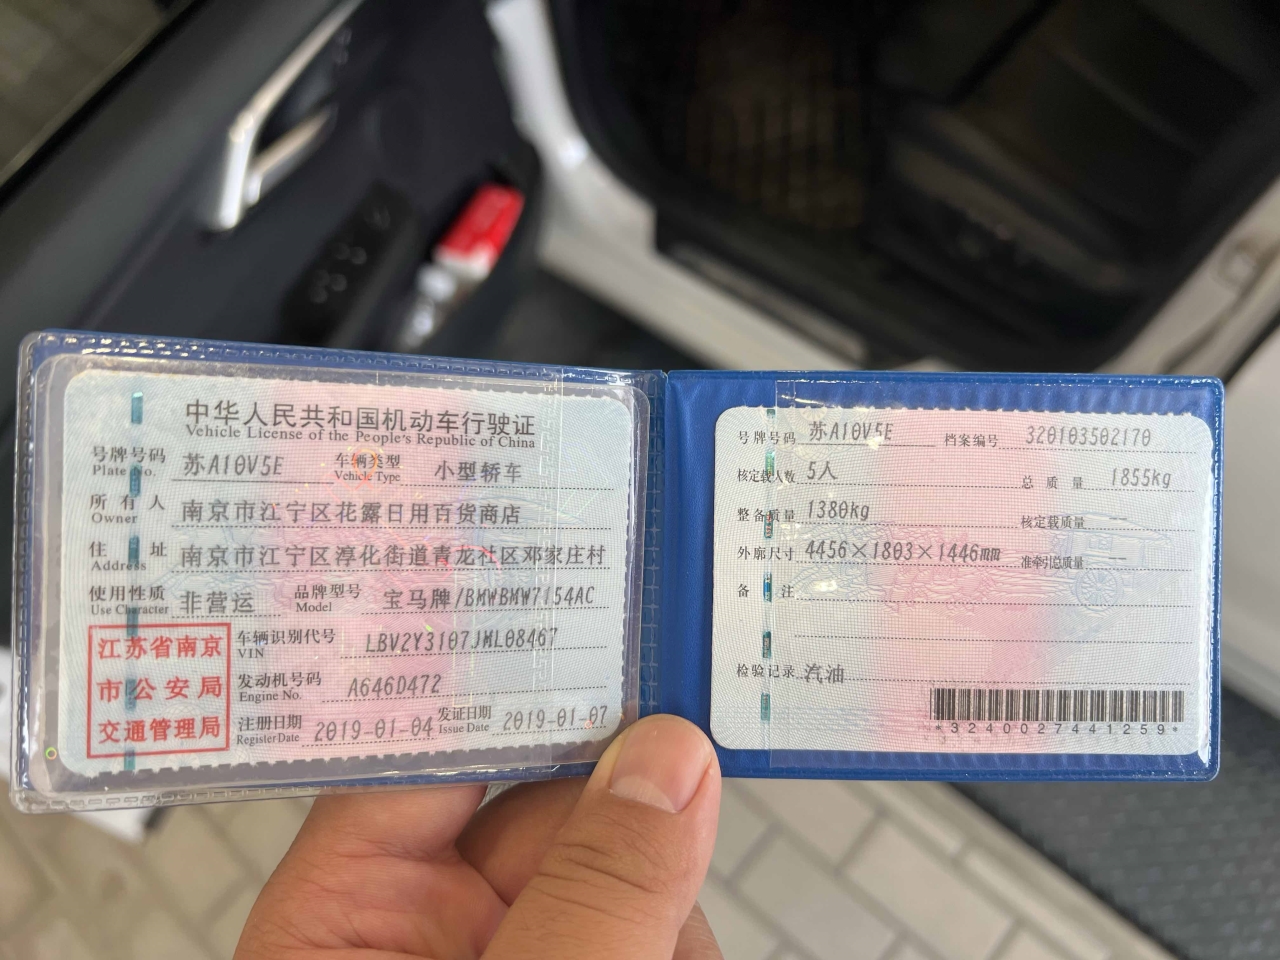 中华人民共和国机动车行驶证
Vehicle License of the People's Republic of China
号牌号码 苏A10V5E 车辆类型 小型轿车
Plate No. Vehicle Type
所有人 南京市江宁区花露日用百货商店
Owner
住址 南京市江宁区淳化街道青龙社区邓家庄村
Address
使用性质 非营运 品牌型号 宝马牌/BMWBMW7154AC
Use Character Model
江苏省南京
市公安局
交通管理局
车辆识别代号 LBV2Y3107JML08467
VIN
发动机号码 A646D472
Engine No.
注册日期 2019-01-04 发证日期 2019-01-07
Register Date Issue Date
号牌号码 苏A10V5E 档案编号 320103502170
核定载人数 5人 总质量 1855kg
整备质量 1380kg 核定载质量 --
外廓尺寸 4456×1803×1446mm 准牵引总质量 --
备注
检验记录 汽油
*3240027441259*